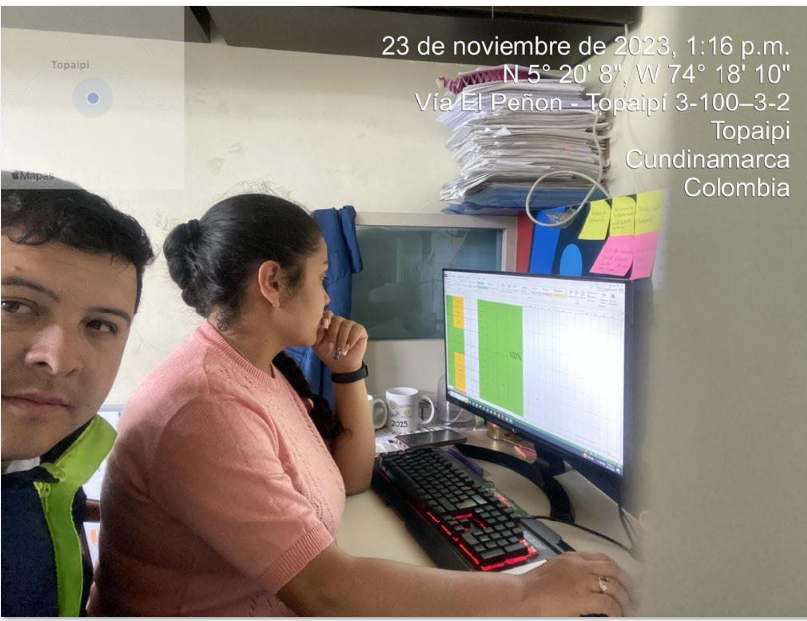 Topaipi
Mapas
23 de noviembre de 2023, 1:16 p.m.
N 5° 20' 8", W 74° 18' 10"
Vía El Peñon - Topaipí 3-100–3-2
Topaipi
Cundinamarca
Colombia
2015